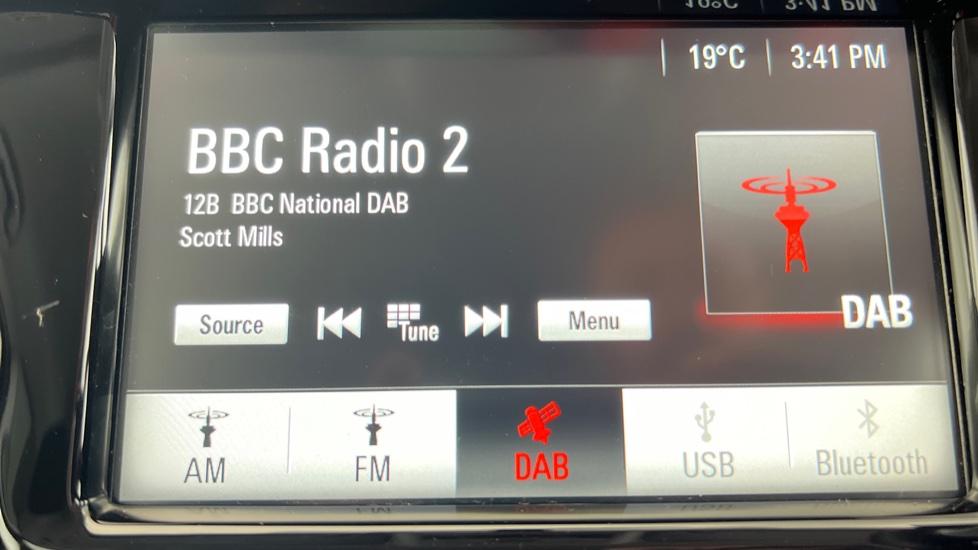 19°C 3:41 PM
BBC Radio 2
12B BBC National DAB
Scott Mills
DAB
Source Tune Menu
AM FM DAB USB Bluetooth